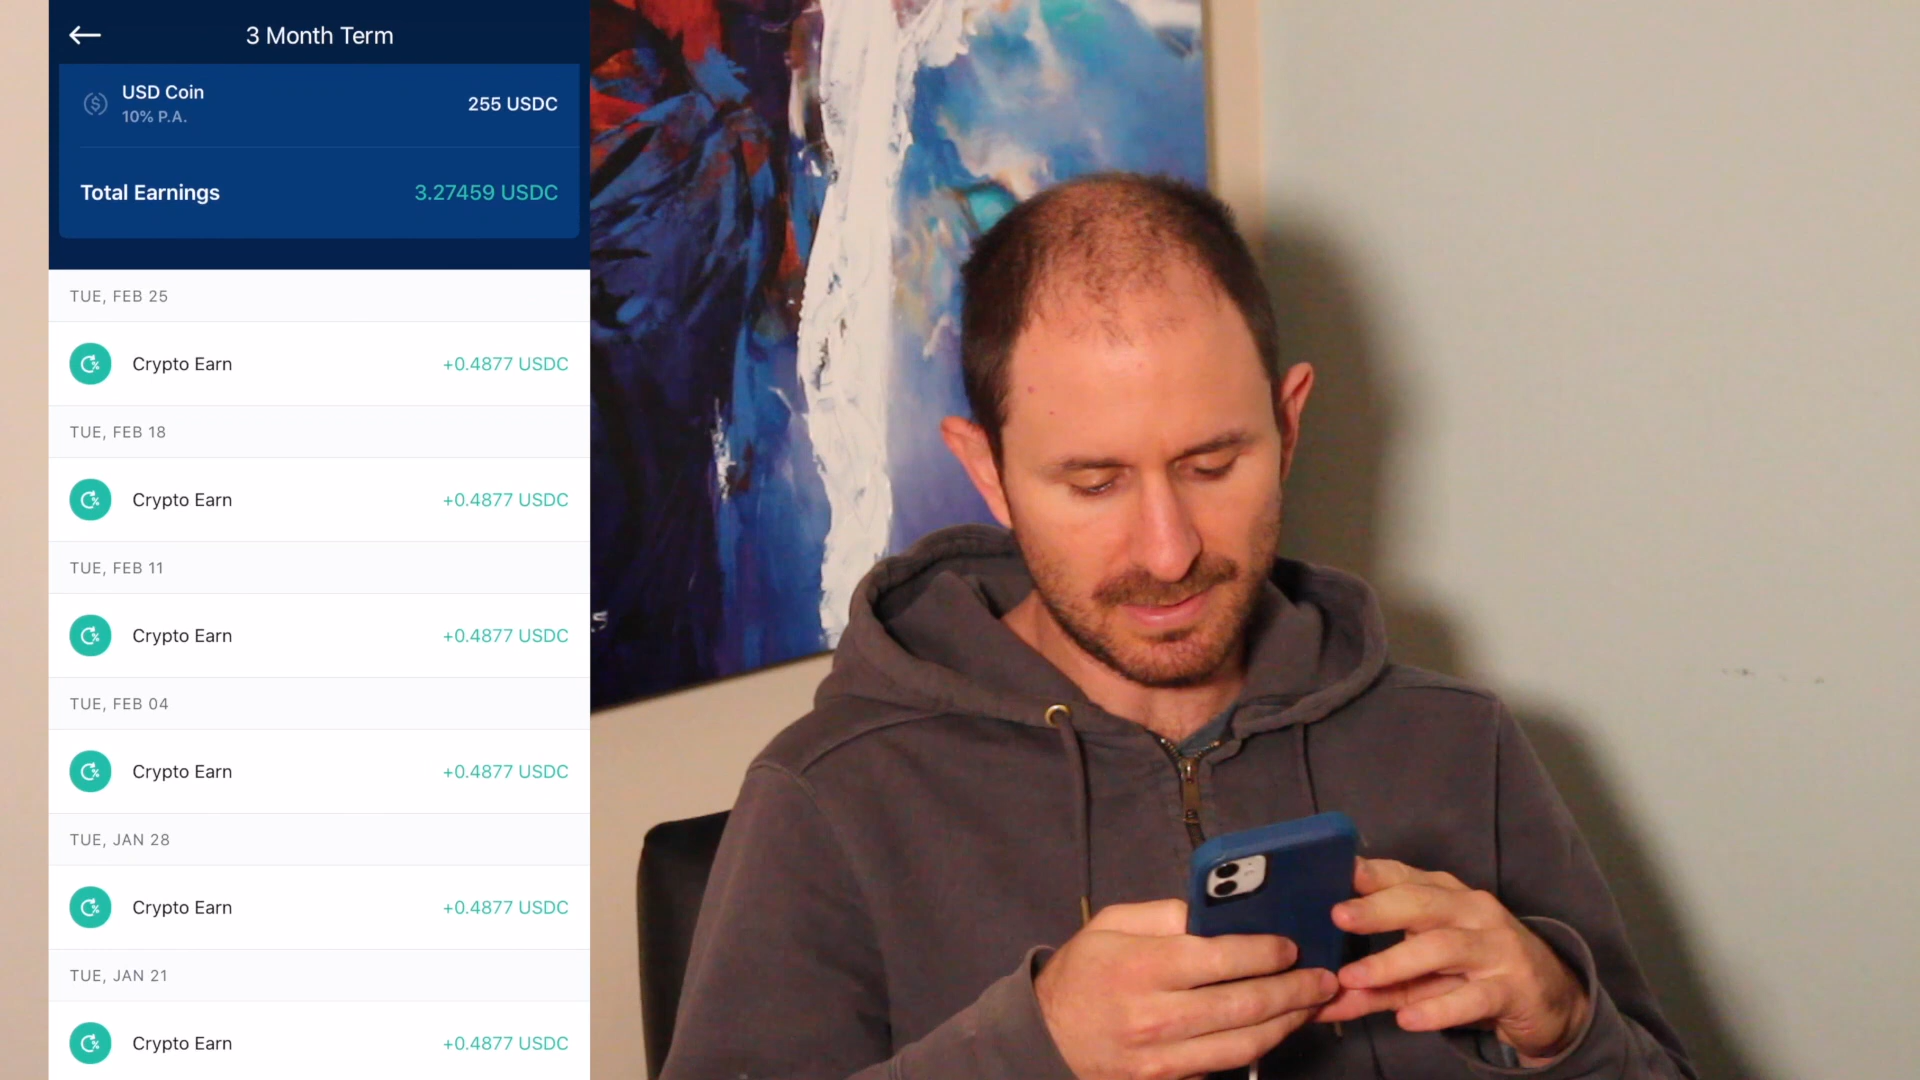 3 Month Term
USD Coin
10% P.A.
255 USDC
Total Earnings
3.27459 USDC
TUE, FEB 25
Crypto Earn
+0.4877 USDC
TUE, FEB 18
Crypto Earn
+0.4877 USDC
TUE, FEB 11
Crypto Earn
+0.4877 USDC
TUE, FEB 04
Crypto Earn
+0.4877 USDC
TUE, JAN 28
Crypto Earn
+0.4877 USDC
TUE, JAN 21
Crypto Earn
+0.4877 USDC